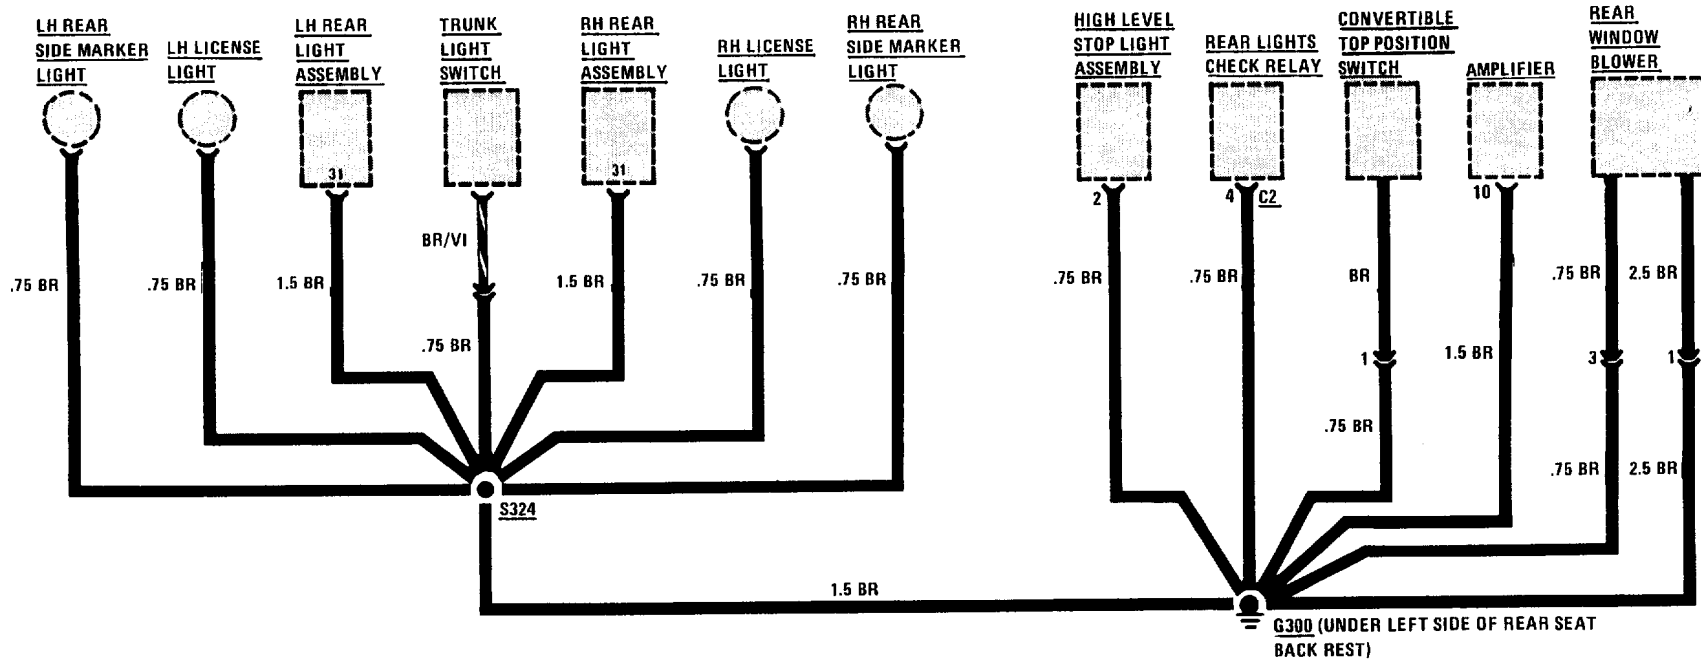 LH REAR
SIDE MARKER
LIGHT
LH LICENSE
LIGHT
LH REAR
LIGHT
ASSEMBLY
TRUNK
LIGHT
SWITCH
RH REAR
LIGHT
ASSEMBLY
RH LICENSE
LIGHT
RH REAR
SIDE MARKER
LIGHT
HIGH LEVEL
STOP LIGHT
ASSEMBLY
REAR LIGHTS
CHECK RELAY
CONVERTIBLE
TOP POSITION
SWITCH
AMPLIFIER
REAR
WINDOW
BLOWER
31
31
2
4
C2
10
BR/VI
.75 BR
.75 BR
1.5 BR
1.5 BR
.75 BR
.75 BR
.75 BR
.75 BR
BR
.75 BR
2.5 BR
.75 BR
1
1.5 BR
3
1
.75 BR
.75 BR
2.5 BR
S324
1.5 BR
G300 (UNDER LEFT SIDE OF REAR SEAT
BACK REST)